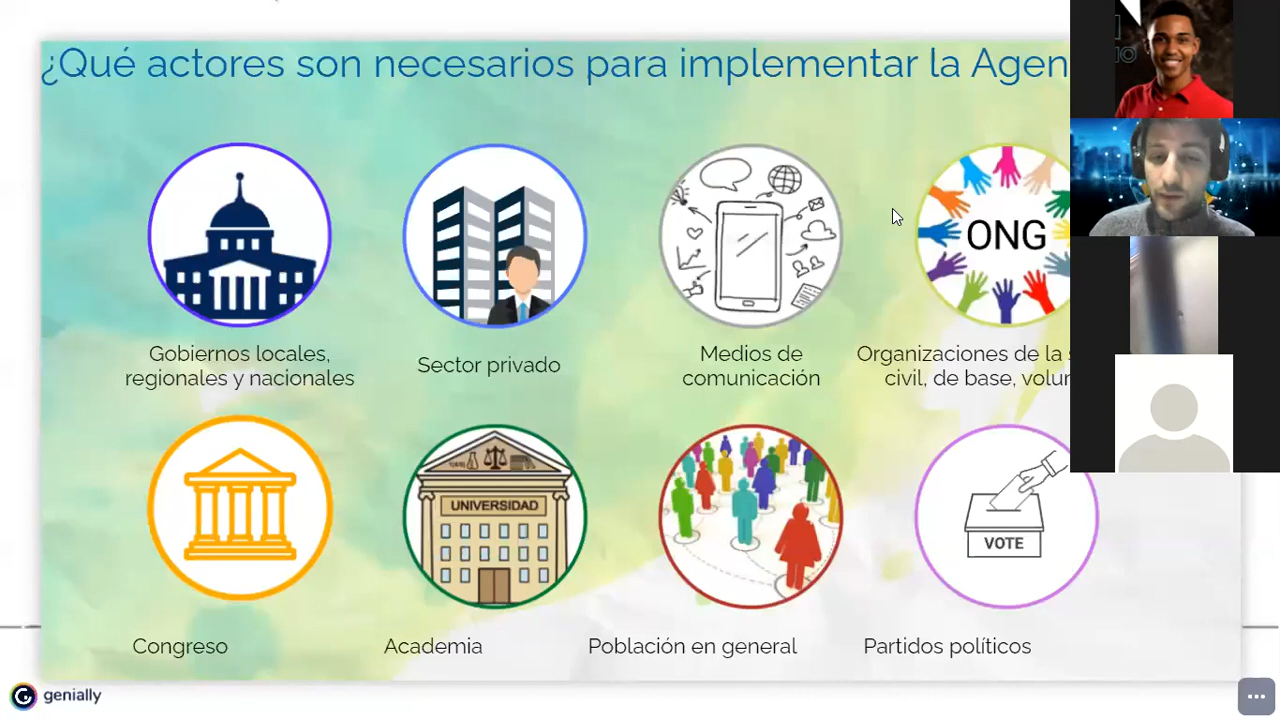 ¿Qué actores son necesarios para implementar la Agen
ONG
Gobiernos locales,
regionales y nacionales
Sector privado
Medios de
comunicación
Organizaciones de la
civil, de base,
UNIVERSIDAD
VOTE
Congreso
Academia
Población en general
Partidos políticos
genially